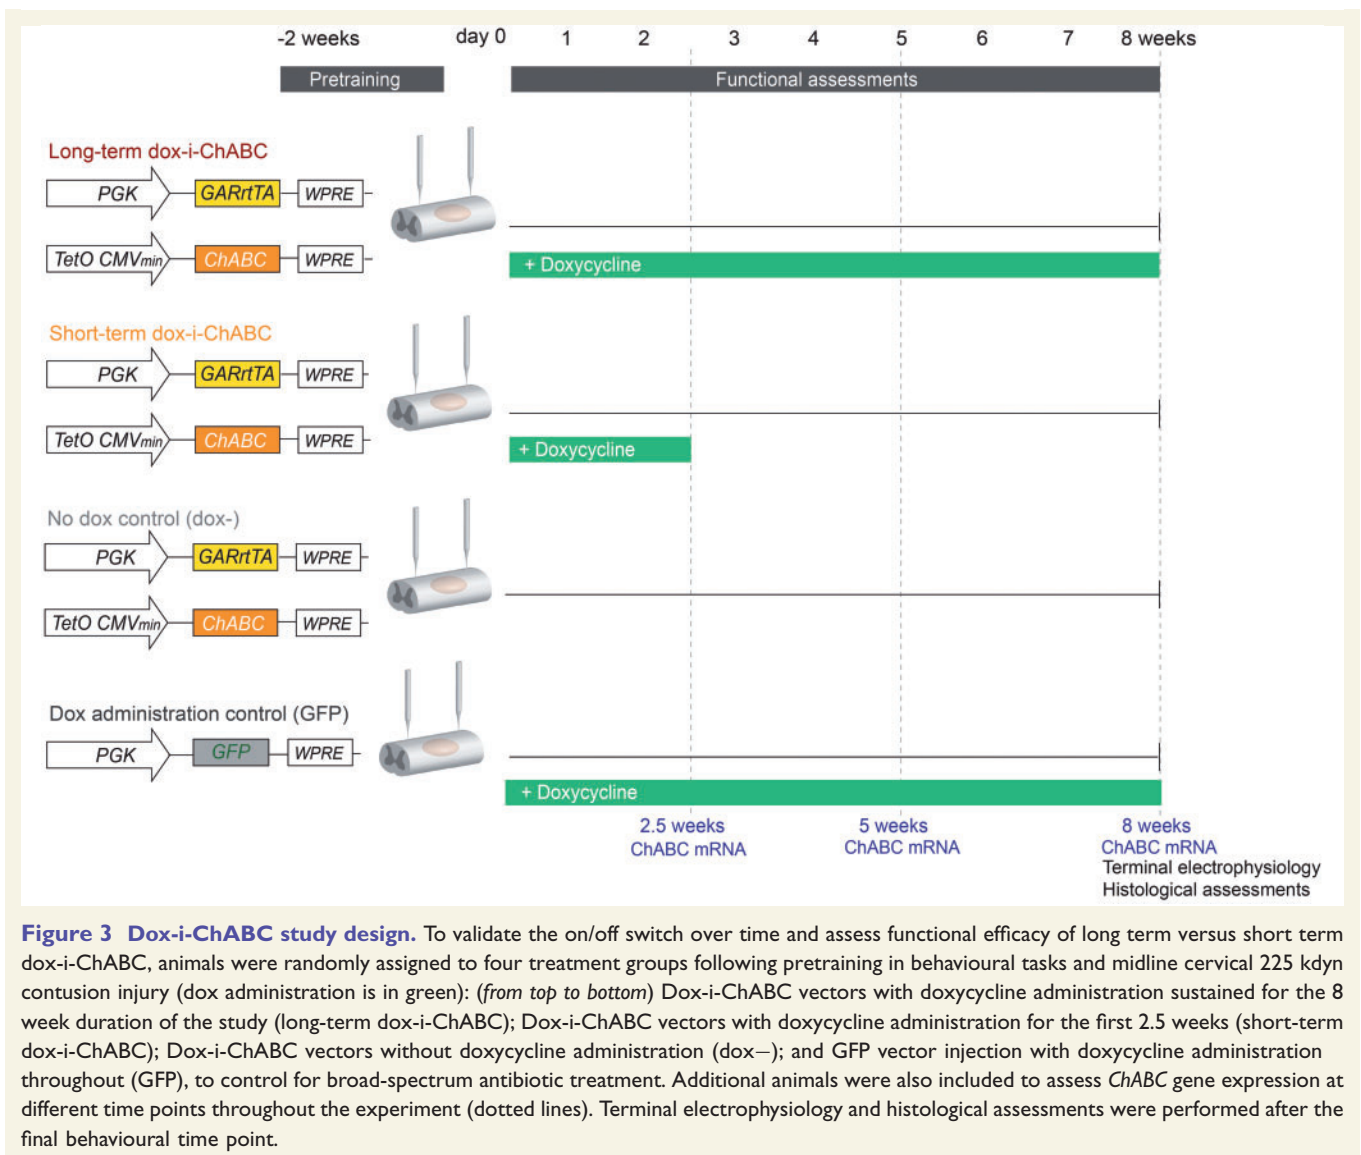 -2 weeks day 0 1 2 3 4 5 6 7 8 weeks
Pretraining Functional assessments
Long-term dox-i-ChABC
PGK GARrtTA WPRE
TetO CMVmin ChABC WPRE
+ Doxycycline
Short-term dox-i-ChABC
PGK GARrtTA WPRE
TetO CMVmin ChABC WPRE
+ Doxycycline
No dox control (dox-)
PGK GARrtTA WPRE
TetO CMVmin ChABC WPRE
Dox administration control (GFP)
PGK GFP WPRE
+ Doxycycline
2.5 weeks 5 weeks 8 weeks
ChABC mRNA ChABC mRNA ChABC mRNA
Terminal electrophysiology
Histological assessments
Figure 3 Dox-i-ChABC study design. To validate the on/off switch over time and assess functional efficacy of long term versus short term
dox-i-ChABC, animals were randomly assigned to four treatment groups following pretraining in behavioural tasks and midline cervical 225 kdyn
contusion injury (dox administration is in green): (from top to bottom) Dox-i-ChABC vectors with doxycycline administration sustained for the 8
week duration of the study (long-term dox-i-ChABC); Dox-i-ChABC vectors with doxycycline administration for the first 2.5 weeks (short-term
dox-i-ChABC); Dox-i-ChABC vectors without doxycycline administration (dox−); and GFP vector injection with doxycycline administration
throughout (GFP), to control for broad-spectrum antibiotic treatment. Additional animals were also included to assess ChABC gene expression at
different time points throughout the experiment (dotted lines). Terminal electrophysiology and histological assessments were performed after the
final behavioural time point.